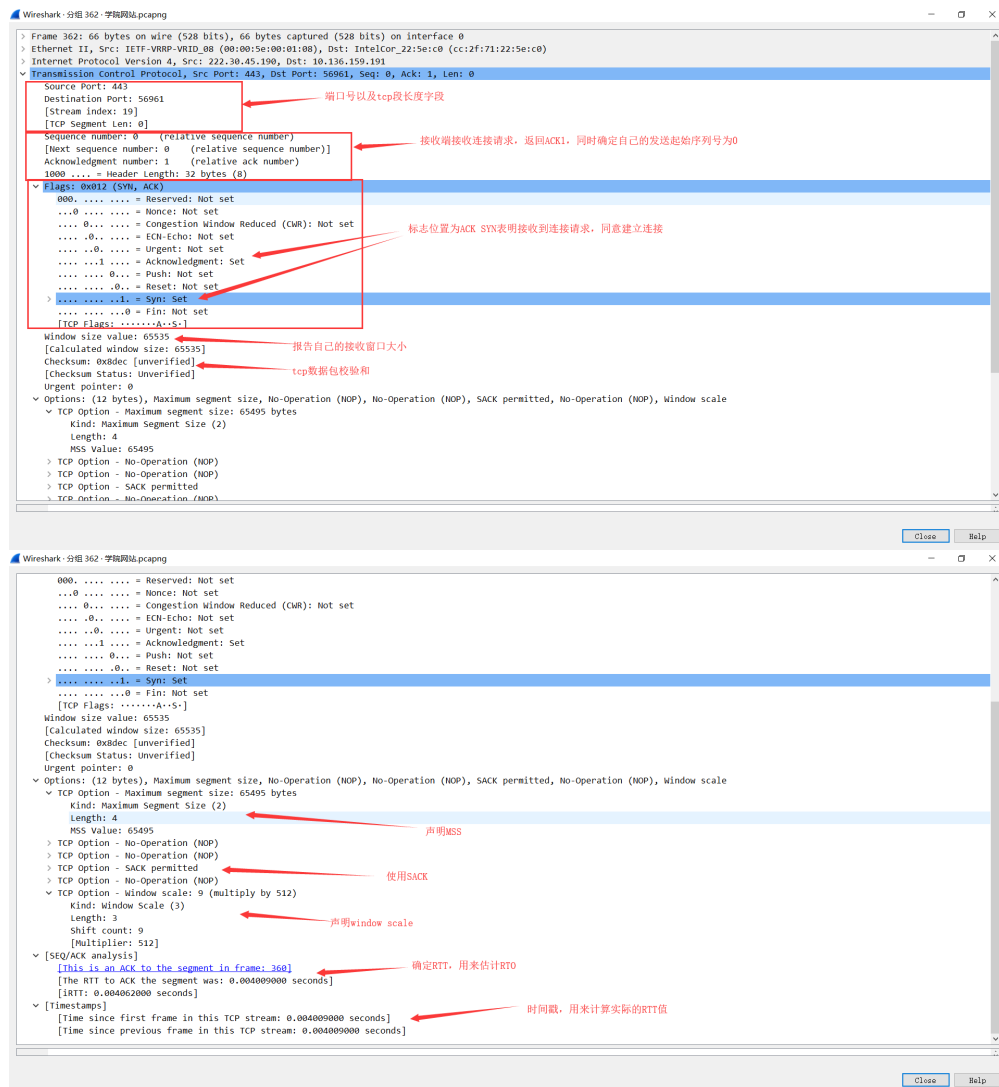 Wireshark · 分组 362 · 学院网站.pcapng
Frame 362: 66 bytes on wire (528 bits), 66 bytes captured (528 bits) on interface 0
Ethernet II, Src: IETF-VRRP-VRID_08 (00:00:5e:00:01:08), Dst: IntelCor_22:5e:c0 (cc:2f:71:22:5e:c0)
Internet Protocol Version 4, Src: 222.30.45.190, Dst: 10.136.159.191
Transmission Control Protocol, Src Port: 443, Dst Port: 56961, Seq: 0, Ack: 1, Len: 0
Source Port: 443
Destination Port: 56961
端口号以及tcp段长度字段
[Stream index: 19]
[TCP Segment Len: 0]
Sequence number: 0 (relative sequence number)
接收端接收连接请求，返回ACK1，同时确定自己的发送起始序列号为0
[Next sequence number: 0 (relative sequence number)]
Acknowledgment number: 1 (relative ack number)
1000 .... = Header Length: 32 bytes (8)
Flags: 0x012 (SYN, ACK)
000. .... .... = Reserved: Not set
...0 .... .... = Nonce: Not set
.... 0... .... = Congestion Window Reduced (CWR): Not set
标志位置为ACK SYN表明接收到连接请求，同意建立连接
.... .0.. .... = ECN-Echo: Not set
.... ..0. .... = Urgent: Not set
.... ...1 .... = Acknowledgment: Set
.... .... 0... = Push: Not set
.... .... .0.. = Reset: Not set
.... .... ..1. = Syn: Set
.... .... ...0 = Fin: Not set
[TCP Flags: ·······A··S·]
Window size value: 65535
报告自己的接收窗口大小
[Calculated window size: 65535]
Checksum: 0x8dec [unverified]
tcp数据包校验和
[Checksum Status: Unverified]
Urgent pointer: 0
Options: (12 bytes), Maximum segment size, No-Operation (NOP), No-Operation (NOP), SACK permitted, No-Operation (NOP), Window scale
TCP Option - Maximum segment size: 65495 bytes
Kind: Maximum Segment Size (2)
Length: 4
MSS Value: 65495
TCP Option - No-Operation (NOP)
TCP Option - No-Operation (NOP)
TCP Option - SACK permitted
TCP Option - No-Operation (NOP)
Close Help
Wireshark · 分组 362 · 学院网站.pcapng
000. .... .... = Reserved: Not set
...0 .... .... = Nonce: Not set
.... 0... .... = Congestion Window Reduced (CWR): Not set
.... .0.. .... = ECN-Echo: Not set
.... ..0. .... = Urgent: Not set
.... ...1 .... = Acknowledgment: Set
.... .... 0... = Push: Not set
.... .... .0.. = Reset: Not set
.... .... ..1. = Syn: Set
.... .... ...0 = Fin: Not set
[TCP Flags: ·······A··S·]
Window size value: 65535
[Calculated window size: 65535]
Checksum: 0x8dec [unverified]
[Checksum Status: Unverified]
Urgent pointer: 0
Options: (12 bytes), Maximum segment size, No-Operation (NOP), No-Operation (NOP), SACK permitted, No-Operation (NOP), Window scale
TCP Option - Maximum segment size: 65495 bytes
Kind: Maximum Segment Size (2)
Length: 4
MSS Value: 65495
声明MSS
TCP Option - No-Operation (NOP)
TCP Option - No-Operation (NOP)
TCP Option - SACK permitted
使用SACK
TCP Option - No-Operation (NOP)
TCP Option - Window scale: 9 (multiply by 512)
Kind: Window Scale (3)
Length: 3
声明window scale
Shift count: 9
[Multiplier: 512]
[SEQ/ACK analysis]
[This is an ACK to the segment in frame: 360]
确定RTT，用来估计RTO
[The RTT to ACK the segment was: 0.004009000 seconds]
[iRTT: 0.004062000 seconds]
[Timestamps]
时间戳，用来计算实际的RTT值
[Time since first frame in this TCP stream: 0.004009000 seconds]
[Time since previous frame in this TCP stream: 0.004009000 seconds]
Close Help